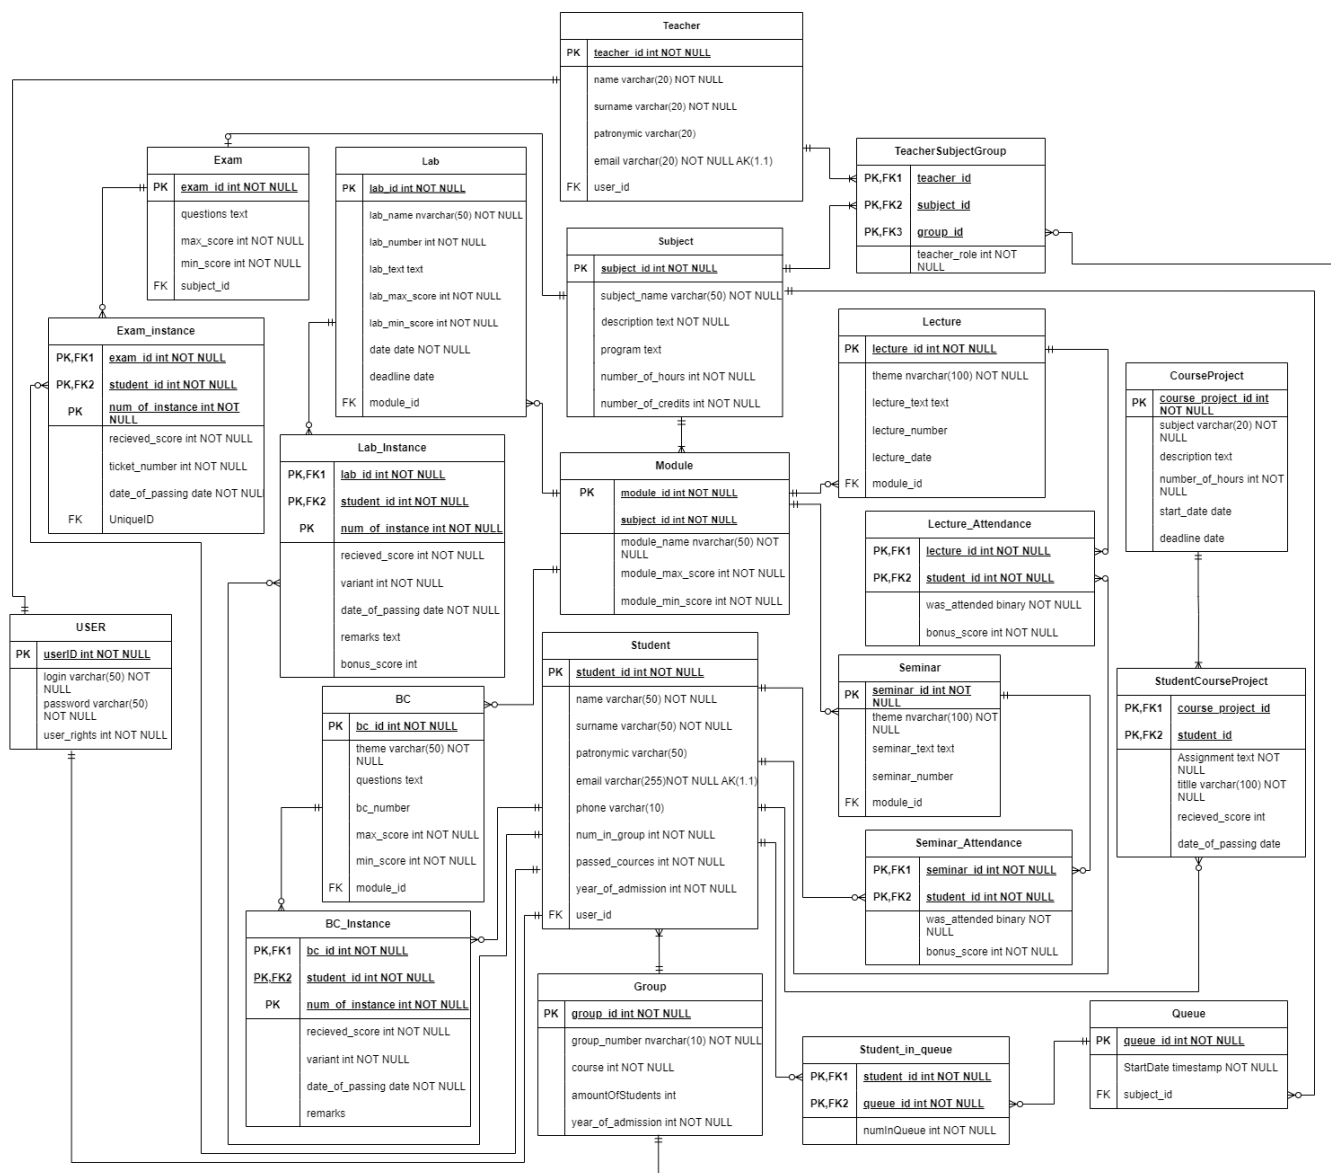 Teacher
PK teacher_id int NOT NULL
name varchar(20) NOT NULL
surname varchar(20) NOT NULL
patronymic varchar(20)
email varchar(20) NOT NULL AK(1.1)
FK user_id
Exam
PK exam_id int NOT NULL
questions text
max_score int NOT NULL
min_score int NOT NULL
FK subject_id
Lab
PK lab_id int NOT NULL
lab_name nvarchar(50) NOT NULL
lab_number int NOT NULL
lab_text text
lab_max_score int NOT NULL
lab_min_score int NOT NULL
date date NOT NULL
deadline date
FK module_id
TeacherSubjectGroup
PK,FK1 teacher_id
PK,FK2 subject_id
PK,FK3 group_id
teacher_role int NOT
NULL
Subject
PK subject_id int NOT NULL
subject_name varchar(50) NOT NULL
description text NOT NULL
program text
number_of_hours int NOT NULL
number_of_credits int NOT NULL
Exam_instance
PK,FK1 exam_id int NOT NULL
PK,FK2 student_id int NOT NULL
PK num_of_instance int NOT
NULL
recieved_score int NOT NULL
ticket_number int NOT NULL
date_of_passing date NOT NULL
FK UniqueID
Lecture
PK lecture_id int NOT NULL
theme nvarchar(100) NOT NULL
lecture_text text
lecture_number
lecture_date
FK module_id
CourseProject
PK course_project_id int
NOT NULL
subject varchar(20) NOT
NULL
description text
number_of_hours int NOT
NULL
start_date date
deadline date
Lab_Instance
PK,FK1 lab_id int NOT NULL
PK,FK2 student_id int NOT NULL
PK num_of_instance int NOT NULL
recieved_score int NOT NULL
variant int NOT NULL
date_of_passing date NOT NULL
remarks text
bonus_score int
Module
PK module_id int NOT NULL
subject_id int NOT NULL
module_name nvarchar(50) NOT
NULL
module_max_score int NOT NULL
module_min_score int NOT NULL
Lecture_Attendance
PK,FK1 lecture_id int NOT NULL
PK,FK2 student_id int NOT NULL
was_attended binary NOT NULL
bonus_score int NOT NULL
USER
PK userID int NOT NULL
login varchar(50) NOT
NULL
password varchar(50)
NOT NULL
user_rights int NOT NULL
Student
PK student_id int NOT NULL
name varchar(50) NOT NULL
surname varchar(50) NOT NULL
patronymic varchar(50)
email varchar(255)NOT NULL AK(1.1)
phone varchar(10)
num_in_group int NOT NULL
passed_cources int NOT NULL
year_of_admission int NOT NULL
FK user_id
Seminar
PK seminar_id int NOT
NULL
theme nvarchar(100) NOT
NULL
seminar_text text
seminar_number
FK module_id
StudentCourseProject
PK,FK1 course_project_id
PK,FK2 student_id
Assignment text NOT
NULL
titlle varchar(100) NOT
NULL
recieved_score int
date_of_passing date
BC
PK bc_id int NOT NULL
theme varchar(50) NOT
NULL
questions text
bc_number
max_score int NOT NULL
min_score int NOT NULL
FK module_id
Seminar_Attendance
PK,FK1 seminar_id int NOT NULL
PK,FK2 student_id int NOT NULL
was_attended binary NOT
NULL
bonus_score int NOT NULL
BC_Instance
PK,FK1 bc_id int NOT NULL
PK,FK2 student_id int NOT NULL
PK num_of_instance int NOT NULL
recieved_score int NOT NULL
variant int NOT NULL
date_of_passing date NOT NULL
remarks
Group
PK group_id int NOT NULL
group_number nvarchar(10) NOT NULL
course int NOT NULL
amountOfStudents int
year_of_admission int NOT NULL
Student_in_queue
PK,FK1 student_id int NOT NULL
PK,FK2 queue_id int NOT NULL
numInQueue int NOT NULL
Queue
PK queue_id int NOT NULL
StartDate timestamp NOT NULL
FK subject_id